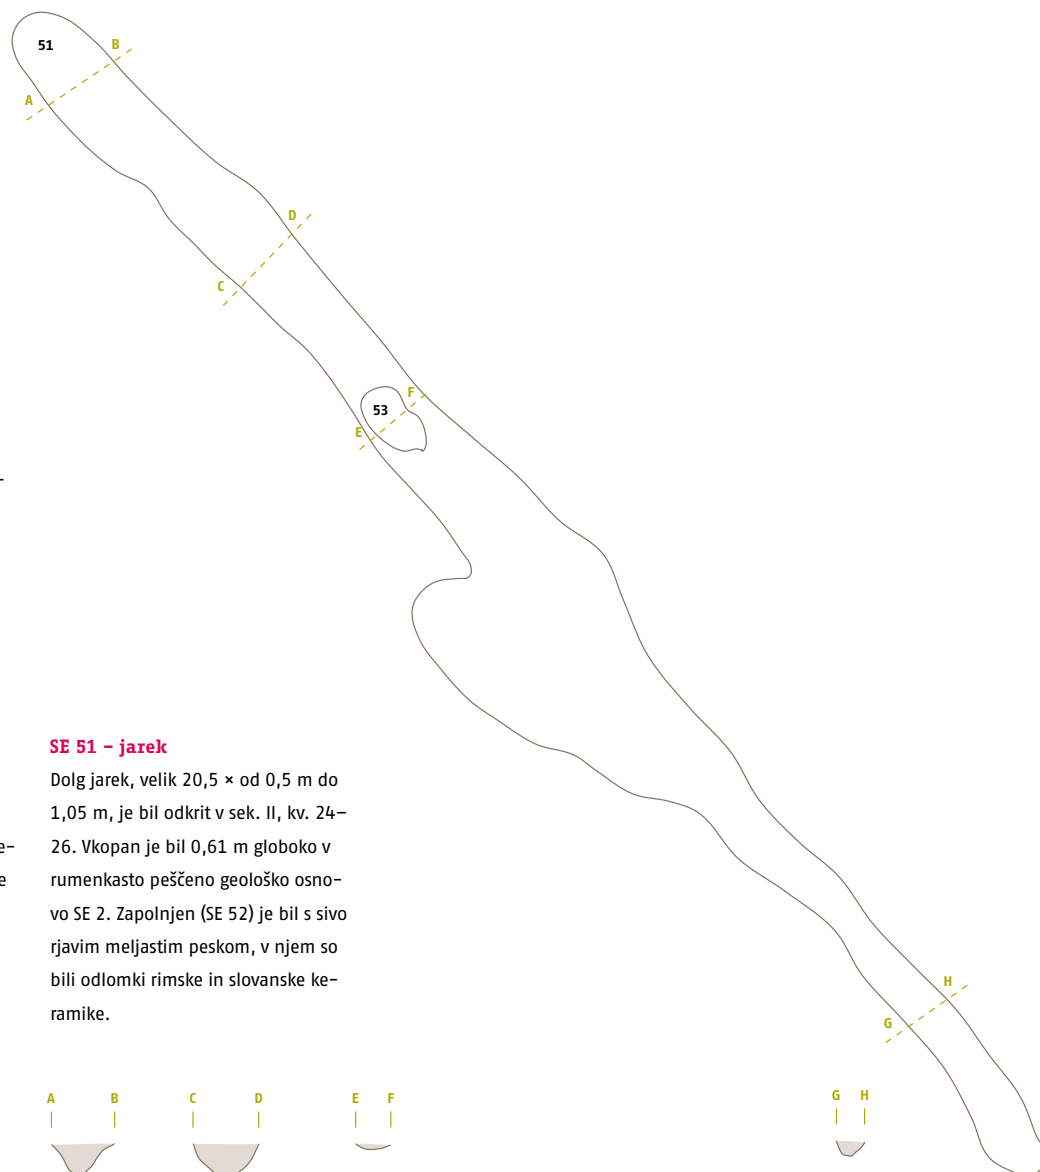 51
B
A
D
C
F
53
E
-
SE 51 – jarek
Dolg jarek, velik 20,5 × od 0,5 m do
1,05 m, je bil odkrit v sek. II, kv. 24–
26. Vkopan je bil 0,61 m globoko v
rumenkasto peščeno geološko osno-
vo SE 2. Zapolnjen (SE 52) je bil s sivo
rjavim meljastim peskom, v njem so
bili odlomki rimske in slovanske ke-
ramike.
e-
e
H
G
A B C D E F G H